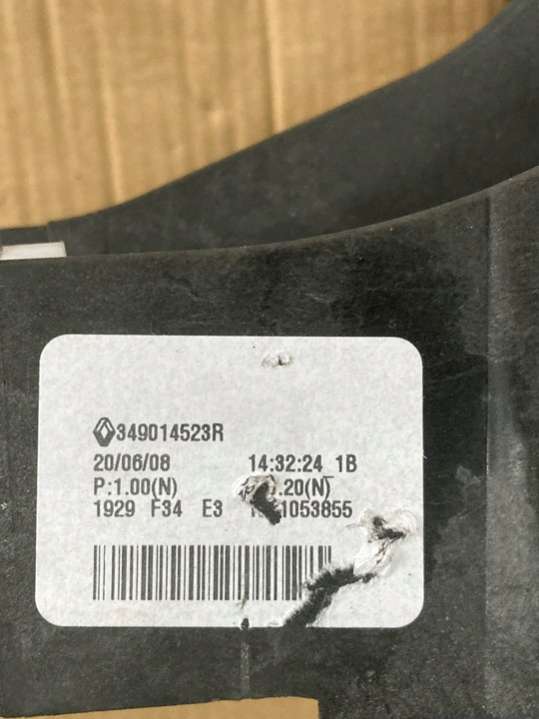 349014523R
20/06/08 14:32:24 1B
P:1.00(N) .20(N)
1929 F34 E3 1053855